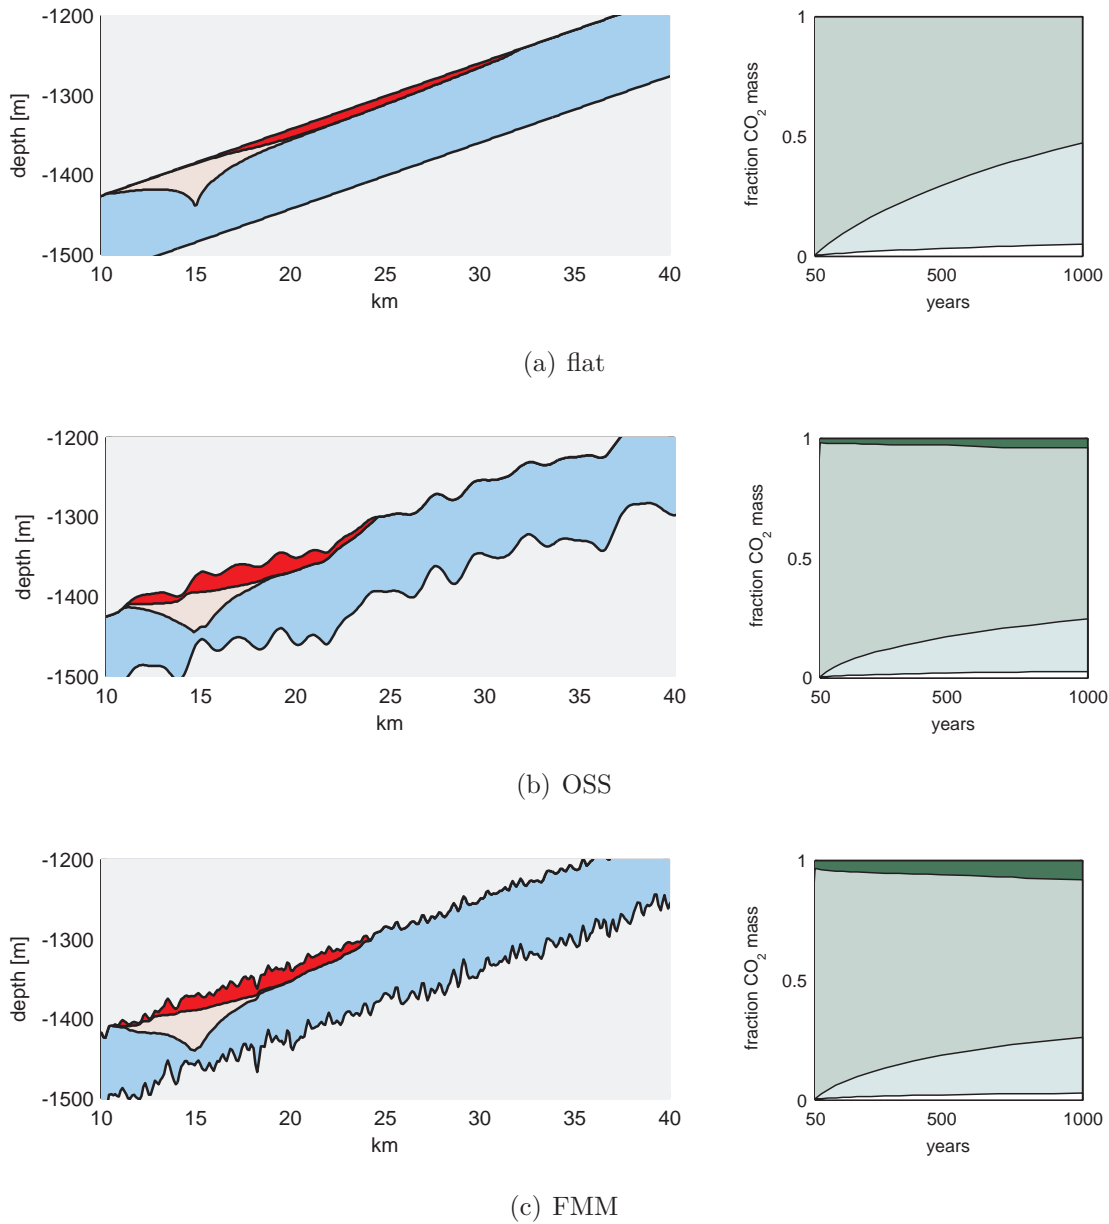 -1200
-1300
-1400
-1500
depth [m]
10 15 20 25 30 35 40
km
1
0.5
0
fraction CO2 mass
50 500 1000
years
(a) flat
-1200
-1300
-1400
-1500
depth [m]
10 15 20 25 30 35 40
km
1
0.5
0
fraction CO2 mass
50 500 1000
years
(b) OSS
-1200
-1300
-1400
-1500
depth [m]
10 15 20 25 30 35 40
km
1
0.5
0
fraction CO2 mass
50 500 1000
years
(c) FMM